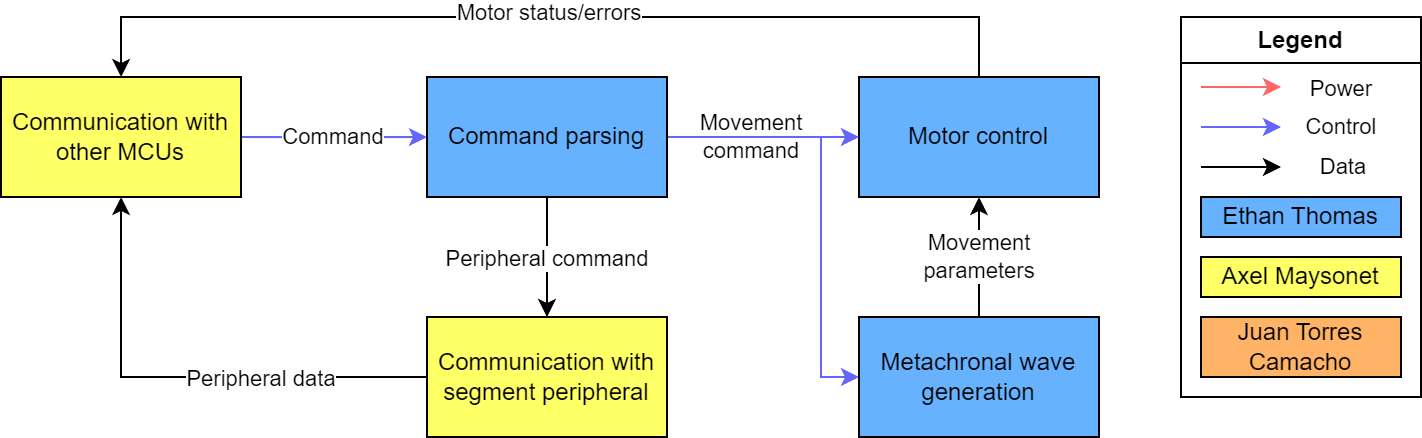 Motor status/errors
Communication with
other MCUs
Command
Command parsing
Movement
command
Motor control
Peripheral command
Movement
parameters
Communication with
segment peripheral
Peripheral data
Metachronal wave
generation
Legend
Power
Control
Data
Ethan Thomas
Axel Maysonet
Juan Torres
Camacho